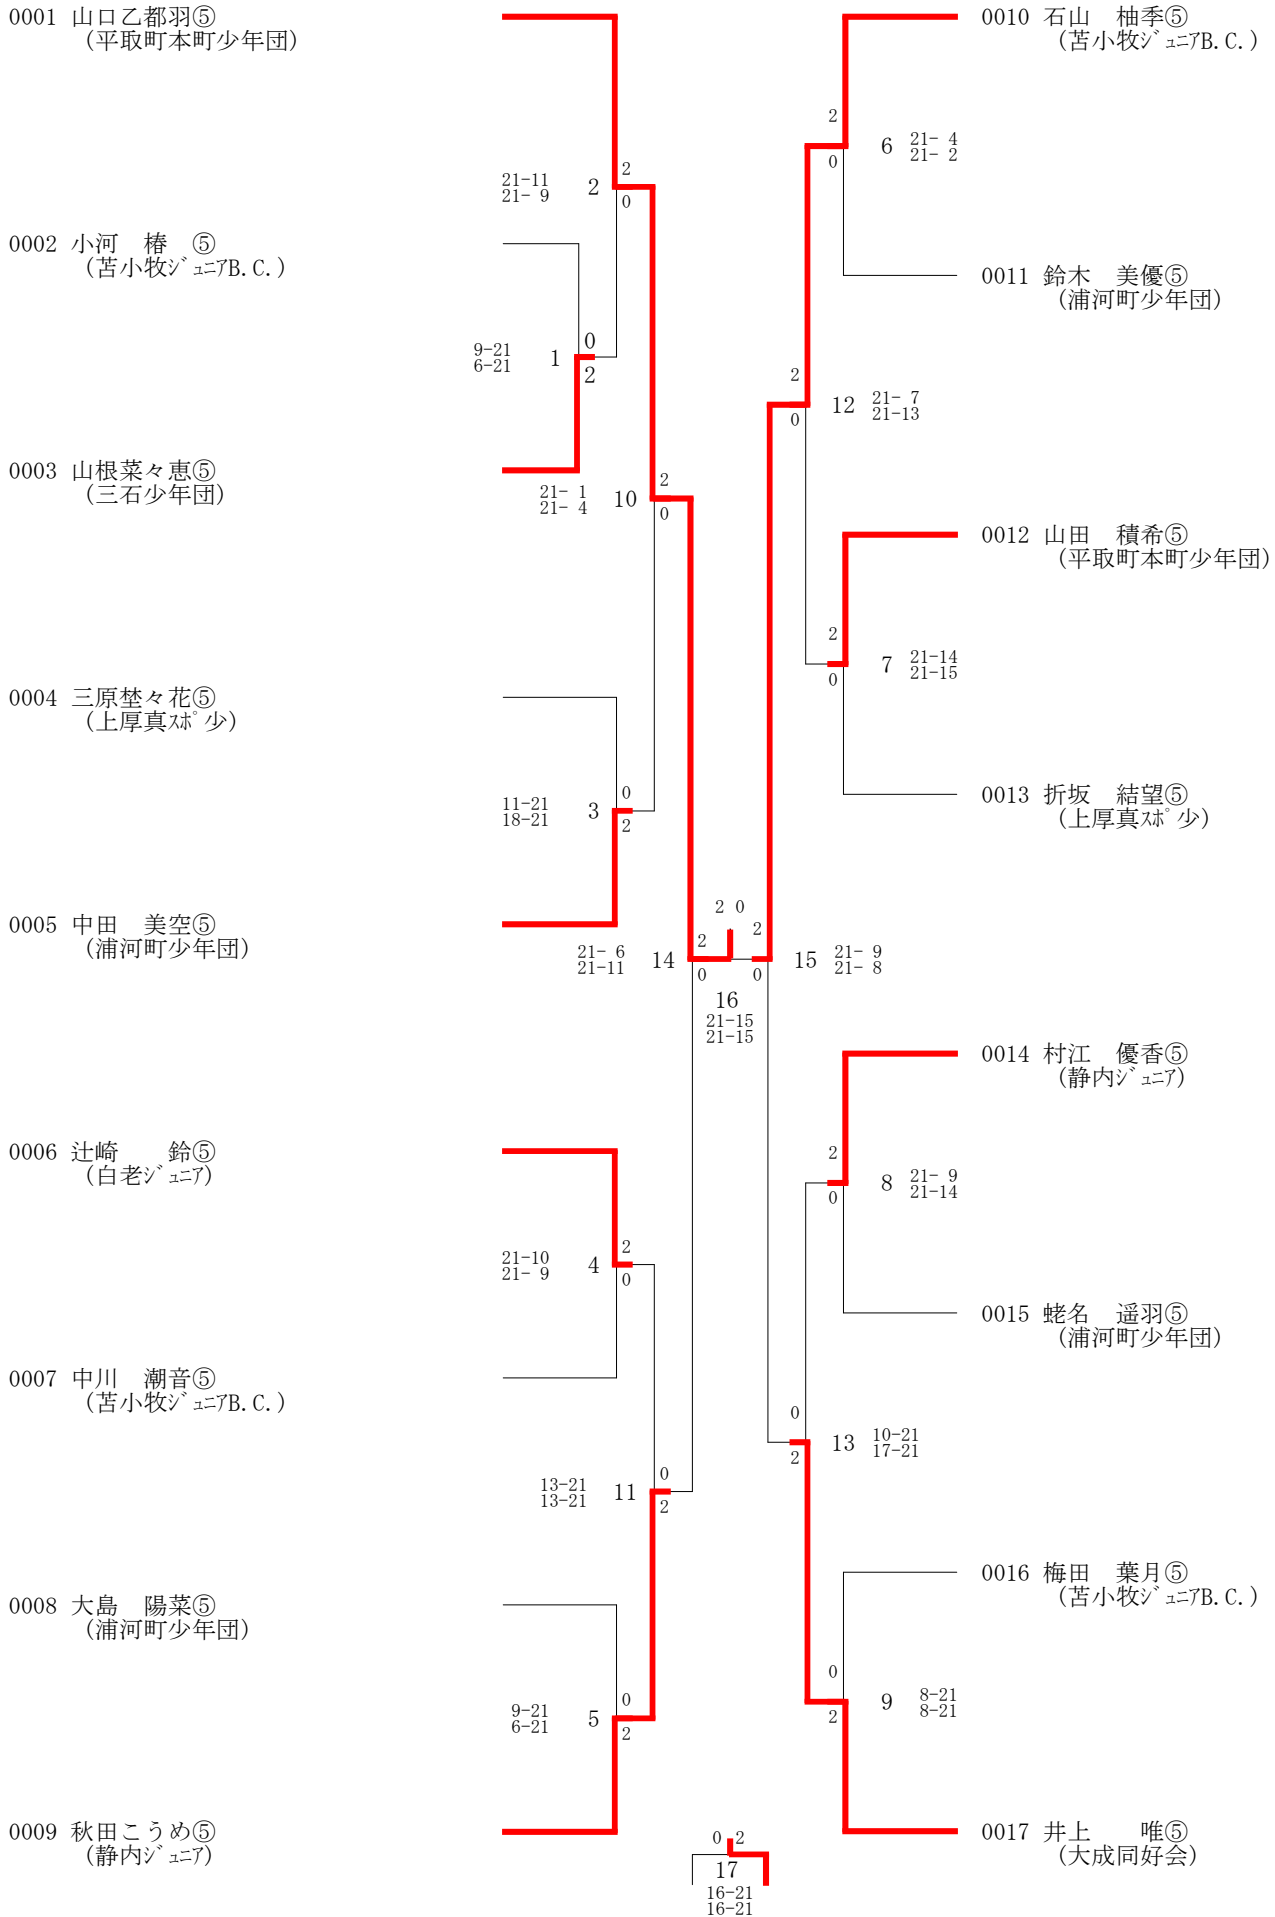 0001 山口乙都羽⑤
(平取町本町少年団)
2
21-11
21- 9
2
0
0002 小河　椿　⑤
(苫小牧ｼﾞｭﾆｱB.C.)
9-21
6-21
1
0
2
0003 山根菜々恵⑤
(三石少年団)
21- 1
21- 4
10
2
0
0004 三原埜々花⑤
(上厚真ｽﾎﾟ少)
11-21
18-21
3
0
2
0005 中田　美空⑤
(浦河町少年団)
21- 6
21-11
14
2
0
2 0
16
21-15
21-15
0006 辻崎　　鈴⑤
(白老ｼﾞｭﾆｱ)
21-10
21- 9
4
2
0
0007 中川　潮音⑤
(苫小牧ｼﾞｭﾆｱB.C.)
13-21
13-21
11
0
2
0008 大島　陽菜⑤
(浦河町少年団)
9-21
6-21
5
0
2
0009 秋田こうめ⑤
(静内ｼﾞｭﾆｱ)
0 2
17
16-21
16-21
0010 石山　柚季⑤
(苫小牧ｼﾞｭﾆｱB.C.)
2
0
6
21- 4
21- 2
0011 鈴木　美優⑤
(浦河町少年団)
2
0
12
21- 7
21-13
0012 山田　積希⑤
(平取町本町少年団)
2
0
7
21-14
21-15
0013 折坂　結望⑤
(上厚真ｽﾎﾟ少)
2
0
15
21- 9
21- 8
0014 村江　優香⑤
(静内ｼﾞｭﾆｱ)
2
0
8
21- 9
21-14
0015 蛯名　遥羽⑤
(浦河町少年団)
0
2
13
10-21
17-21
0016 梅田　葉月⑤
(苫小牧ｼﾞｭﾆｱB.C.)
0
2
9
8-21
8-21
0017 井上　　唯⑤
(大成同好会)